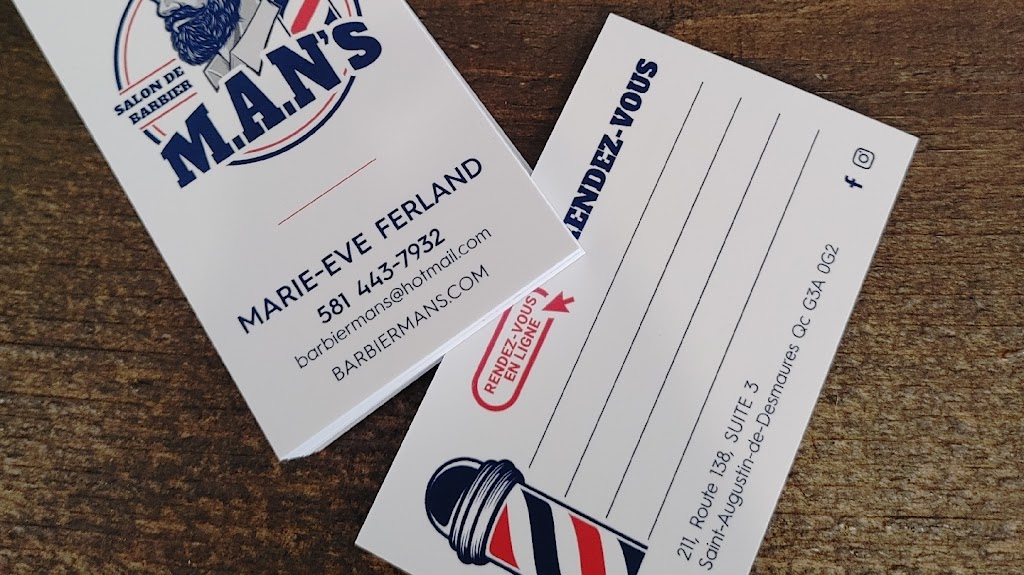 SALON DE
BARBIER
M.A.N'S
MARIE-EVE FERLAND
581 443-7932
barbiermans@hotmail.com
BARBIERMANS.COM
RENDEZ-VOUS
RENDEZ-VOUS
EN LIGNE
211, Route 138, SUITE 3
Saint-Augustin-de-Desmaures Qc G3A 0G2